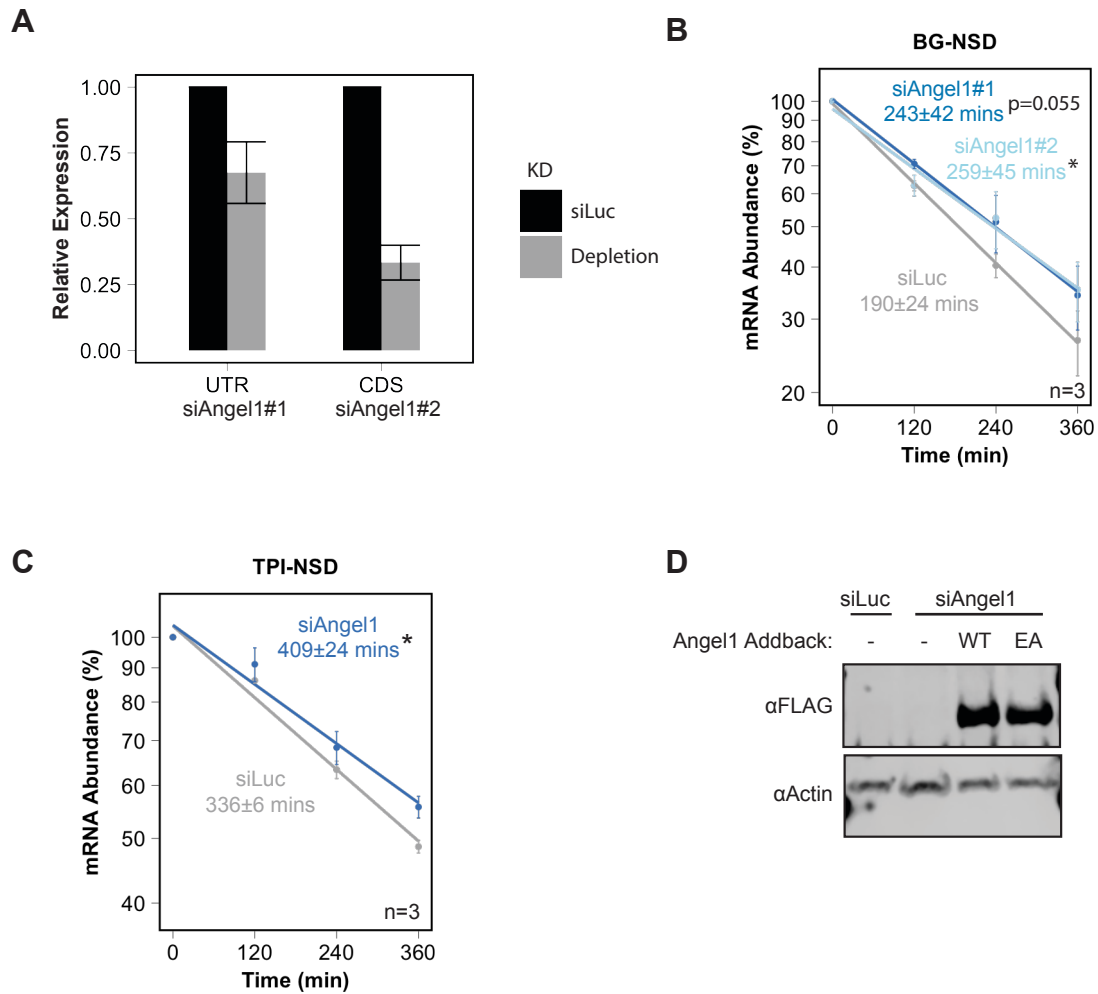 A
Relative Expression
1.00
0.75
0.50
0.25
0.00
UTR
siAngel1#1
CDS
siAngel1#2
KD
siLuc
Depletion
B
BG-NSD
mRNA Abundance (%)
100
90
80
70
60
50
40
30
20
siAngel1#1
243±42 mins p=0.055
siAngel1#2
259±45 mins*
siLuc
190±24 mins
n=3
0 120 240 360
Time (min)
C
TPI-NSD
mRNA Abundance (%)
100
90
80
70
60
50
40
siAngel1
409±24 mins*
siLuc
336±6 mins
n=3
0 120 240 360
Time (min)
D
siLuc siAngel1
Angel1 Addback: - - WT EA
αFLAG
αActin